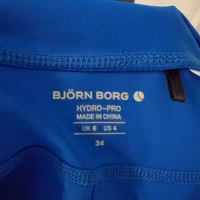 BJÖRN BORG
HYDRO-PRO
MADE IN CHINA
UK 6 US 4
34